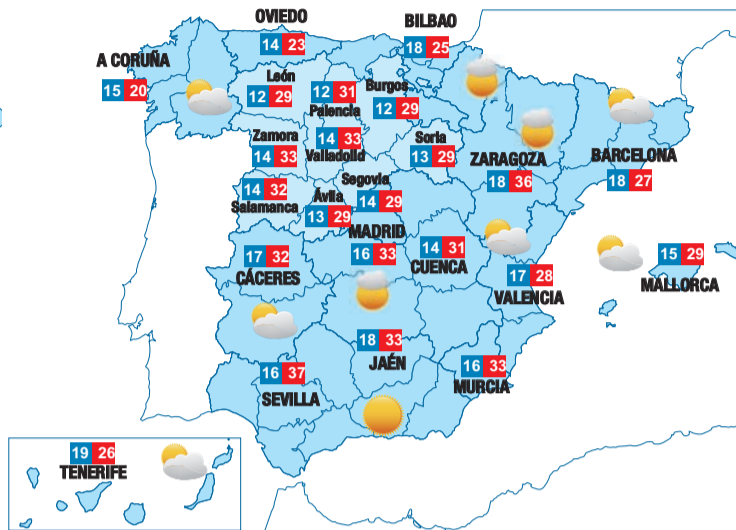 OVIEDO
14 23
BILBAO
18 25
A CORUÑA
15 20
León
12 29
12 31
Palencia
Burgos
12 29
Zamora
14 33
14 33
Valladolid
Soria
13 29
ZARAGOZA
18 36
BARCELONA
18 27
14 32
Salamanca
Ávila
13 29
Segovia
14 29
MADRID
16 33
14 31
CUENCA
17 32
CÁCERES
17 28
VALENCIA
15 29
MALLORCA
18 33
JAÉN
16 37
SEVILLA
16 33
MURCIA
19 26
TENERIFE